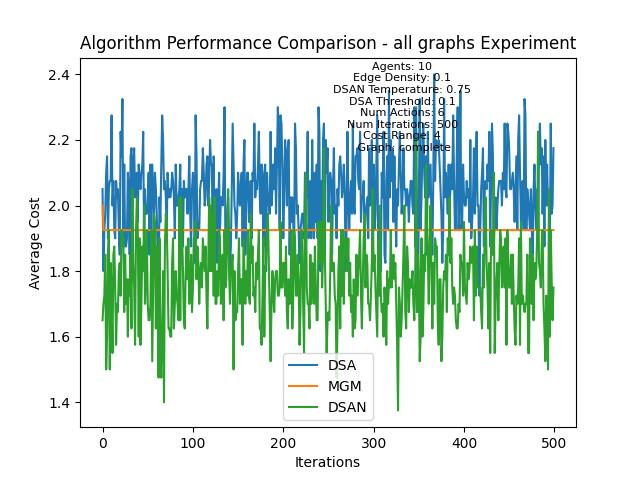 Algorithm Performance Comparison - all graphs Experiment
Agents: 10
Edge Density: 0.1
DSAN Temperature: 0.75
DSA Threshold: 0.1
Num Actions: 6
Num Iterations: 500
Cost Range: 4
Graph: complete
2.4
2.2
2.0
1.8
1.6
1.4
Average Cost
DSA
MGM
DSAN
0 100 200 300 400 500
Iterations